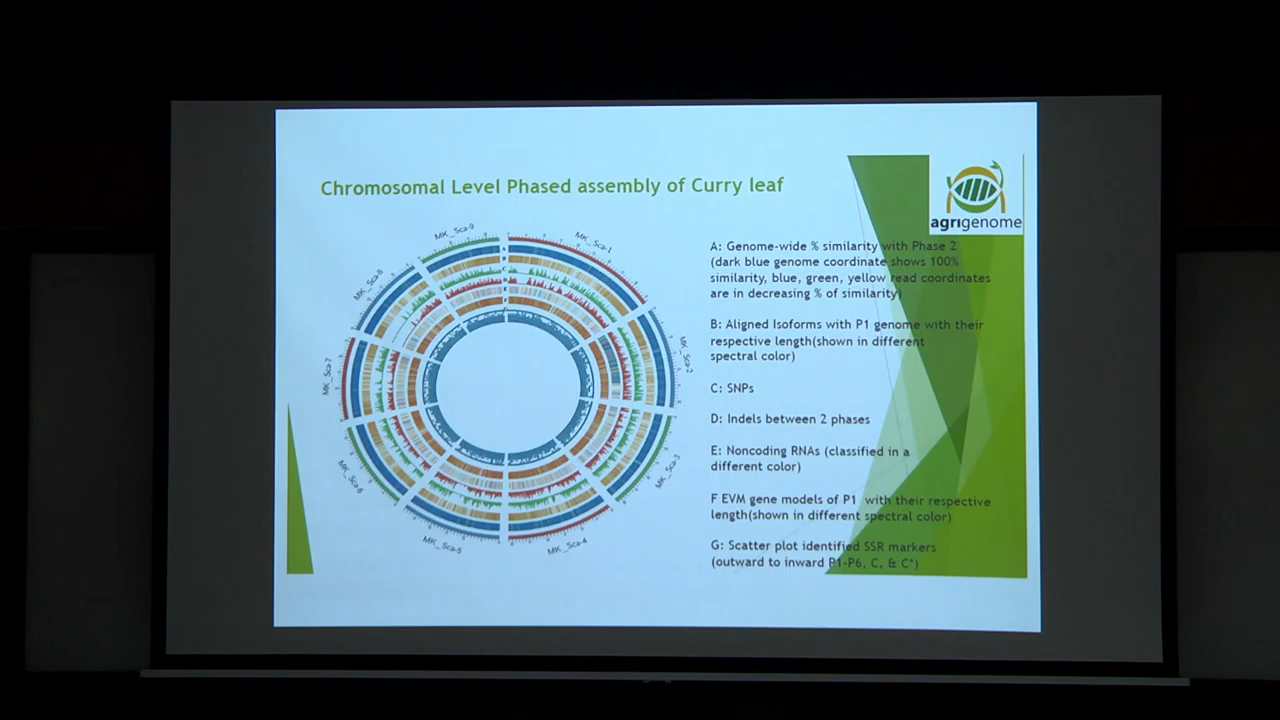 Chromosomal Level Phased assembly of Curry leaf
agrigenome
MK_Sca-9
MK_Sca-1
MK_Sca-8
MK_Sca-2
MK_Sca-7
MK_Sca-3
MK_Sca-6
MK_Sca-5
MK_Sca-4
A: Genome-wide % similarity with Phase 2
(dark blue genome coordinate shows 100%
similarity, blue, green, yellow read coordinates
are in decreasing % of similarity)
B: Aligned Isoforms with P1 genome with their
respective length(shown in different
spectral color)
C: SNPs
D: Indels between 2 phases
E: Noncoding RNAs (classified in a
different color)
F EVM gene models of P1 with their respective
length(shown in different spectral color)
G: Scatter plot identified SSR markers
(outward to inward P1-P6, C, & C*)